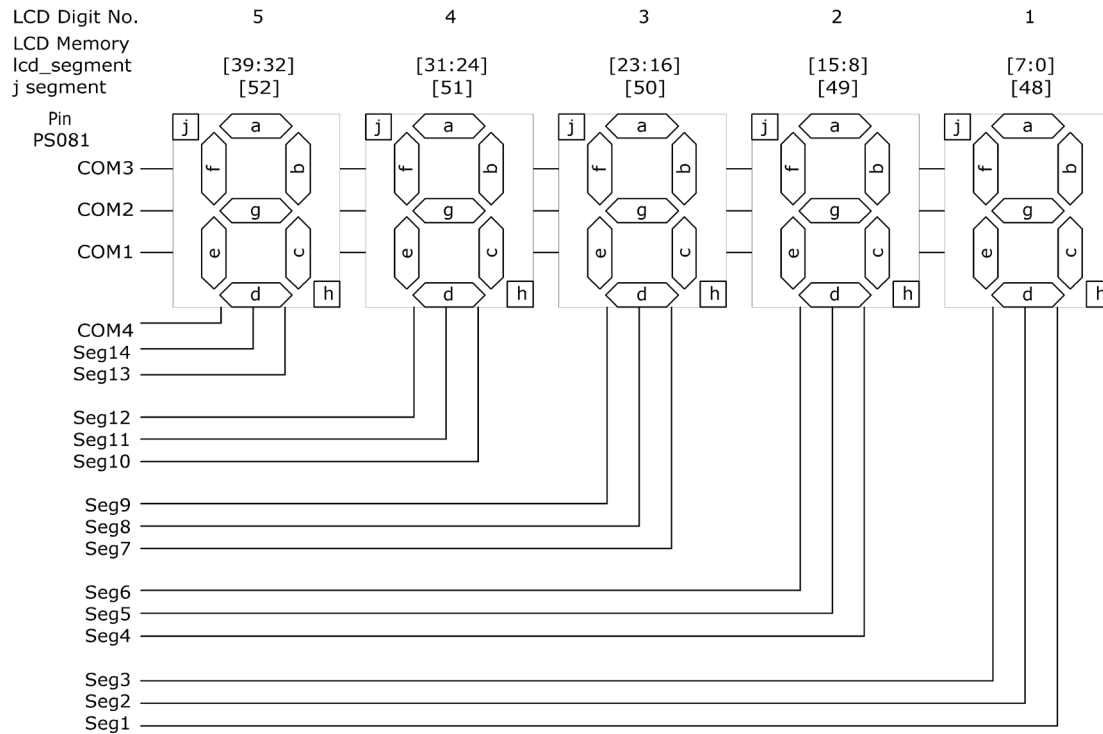 LCD Digit No. 5 4 3 2 1
LCD Memory
lcd_segment [39:32] [31:24] [23:16] [15:8] [7:0]
j segment [52] [51] [50] [49] [48]
Pin
PS081
j a j a j a j a j a
f b f b f b f b f b
COM3
COM2
g g g g g
COM1
e c e c e c e c e c
d h d h d h d h d h
COM4
Seg14
Seg13
Seg12
Seg11
Seg10
Seg9
Seg8
Seg7
Seg6
Seg5
Seg4
Seg3
Seg2
Seg1